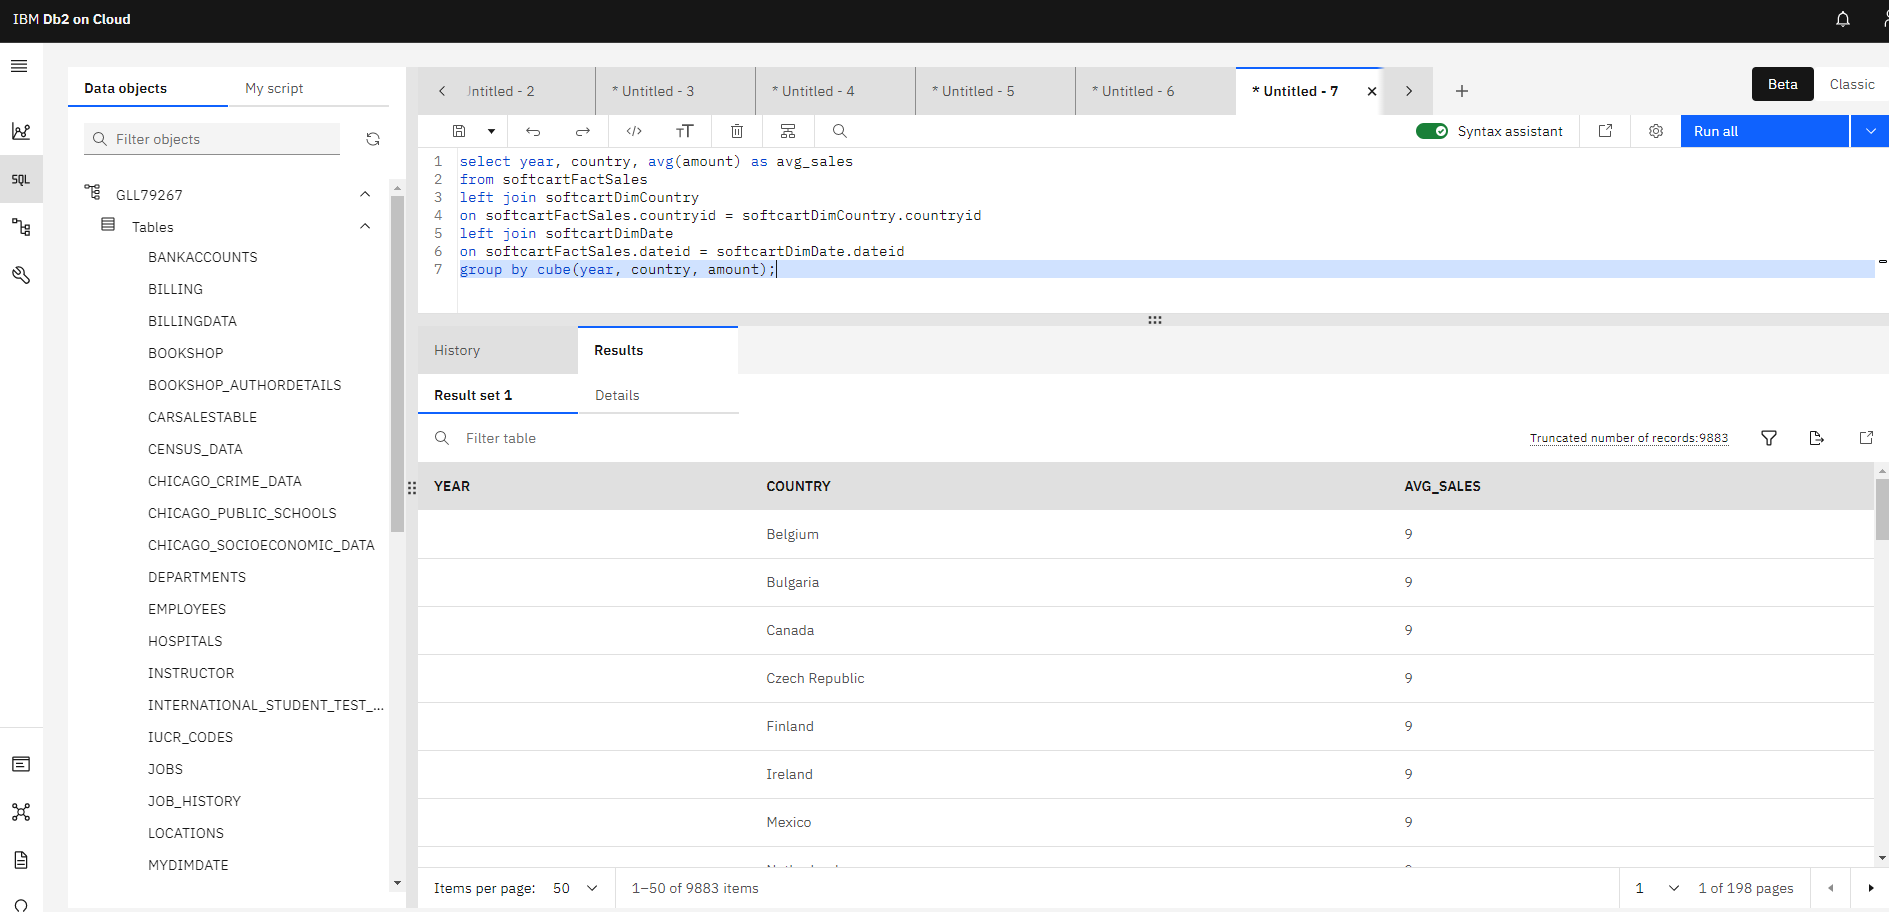 IBM Db2 on Cloud
Data objects
My script
Filter objects
GLL79267
Tables
BANKACCOUNTS
BILLING
BILLINGDATA
BOOKSHOP
BOOKSHOP_AUTHORDETAILS
CARSALESTABLE
CENSUS_DATA
CHICAGO_CRIME_DATA
CHICAGO_PUBLIC_SCHOOLS
CHICAGO_SOCIOECONOMIC_DATA
DEPARTMENTS
EMPLOYEES
HOSPITALS
INSTRUCTOR
INTERNATIONAL_STUDENT_TEST_...
IUCR_CODES
JOBS
JOB_HISTORY
LOCATIONS
MYDIMDATE
SQL
Untitled - 2
* Untitled - 3
* Untitled - 4
* Untitled - 5
* Untitled - 6
* Untitled - 7
Beta
Classic
Syntax assistant
Run all
1 select year, country, avg(amount) as avg_sales
2 from softcartFactSales
3 left join softcartDimCountry
4 on softcartFactSales.countryid = softcartDimCountry.countryid
5 left join softcartDimDate
6 on softcartFactSales.dateid = softcartDimDate.dateid
7 group by cube(year, country, amount);
History
Results
Result set 1
Details
Filter table
Truncated number of records:9883
YEAR COUNTRY AVG_SALES
Belgium 9
Bulgaria 9
Canada 9
Czech Republic 9
Finland 9
Ireland 9
Mexico 9
Items per page: 50
1–50 of 9883 items
1
1 of 198 pages